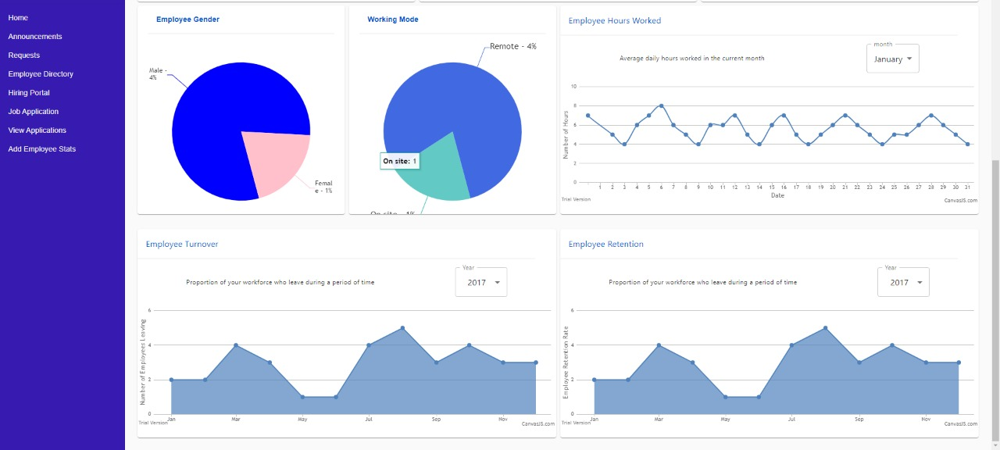 Home
Announcements
Requests
Employee Directory
Hiring Portal
Job Application
View Applications
Add Employee Stats
Employee Gender
Male -
4%
Femal
e - 1%
Working Mode
Remote - 4%
On site: 1
On site - 1%
Employee Hours Worked
Average daily hours worked in the current month
month
January
Number of Hours
10
8
6
4
2
0
1 2 3 4 5 6 7 8 9 10 11 12 13 14 15 16 17 18 19 20 21 22 23 24 25 26 27 28 29 30 31
Date
Trial Version
CanvasJS.com
Employee Turnover
Proportion of your workforce who leave during a period of time
Year
2017
Number of Employees Leaving
6
4
2
0
Jan Mar May Jul Sep Nov
Trial Version
CanvasJS.com
Employee Retention
Proportion of your workforce who leave during a period of time
Year
2017
Employee Retention Rate
6
4
2
0
Jan Mar May Jul Sep Nov
Trial Version
CanvasJS.com